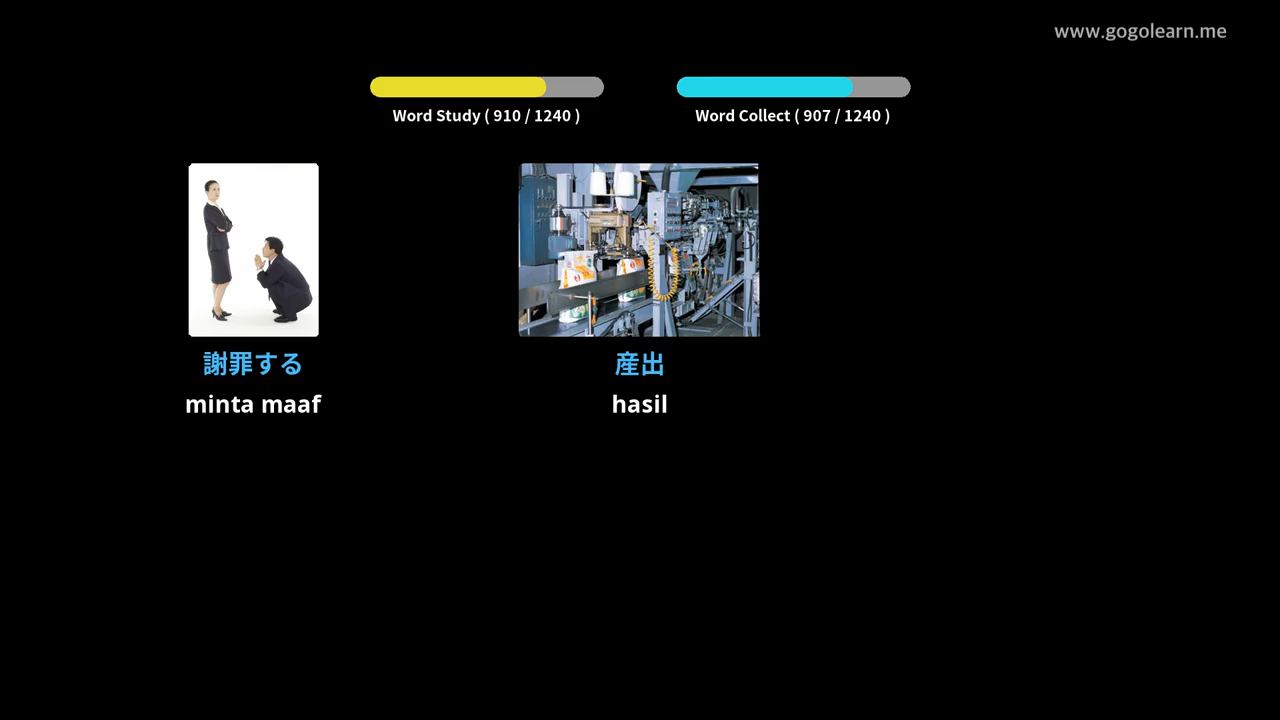 www.gogolearn.me
Word Study ( 910 / 1240 )
Word Collect ( 907 / 1240 )
謝罪する
産出
minta maaf
hasil